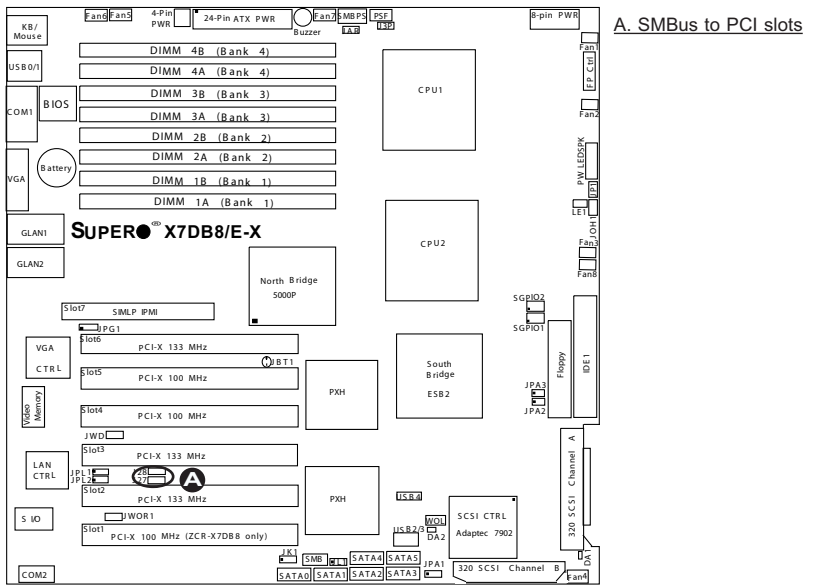 Fan6 Fan5
4-Pin PWR
24-Pin ATX PWR
Buzzer
Fan7
SMBPS
PSF
J3P
JAR
8-pin PWR
A. SMBus to PCI slots
KB/
Mouse
USB0/1
COM1
BIOS
VGA
Battery
GLAN1
GLAN2
DIMM 4B (Bank 4)
DIMM 4A (Bank 4)
DIMM 3B (Bank 3)
DIMM 3A (Bank 3)
DIMM 2B (Bank 2)
DIMM 2A (Bank 2)
DIMM 1B (Bank 1)
DIMM 1A (Bank 1)
CPU1
Fan1
FP Ctrl
Fan2
PW LEDSPK
JP1
LE1
JOH1
Fan3
Fan8
SUPER® X7DB8/E-X
CPU2
North Bridge
5000P
SGPIO2
SGPIO1
Slot7
SIMLP IPMI
JPG1
Slot6
PCI-X 133 MHz
JBT1
VGA
CTRL
Slot5
PCI-X 100 MHz
PXH
South
Bridge
ESB2
Floppy
IDE1
JPA3
JPA2
Video
Memory
Slot4
PCI-X 100 MHz
JWD
Slot3
PCI-X 133 MHz
LAN
CTRL
JPL1
JPL2
J28
J27
A
Slot2
PCI-X 133 MHz
PXH
320 SCSI Channel A
S I/O
JWOR1
Slot1
PCI-X 100 MHz (ZCR-X7DB8 only)
USB4
USB2/3
WOL
DA2
SCSI CTRL
Adaptec 7902
DA1
COM2
JK1
SMB
JL1
SATA4 SATA5
SATA0 SATA1 SATA2 SATA3
JPA1
320 SCSI Channel B
Fan4